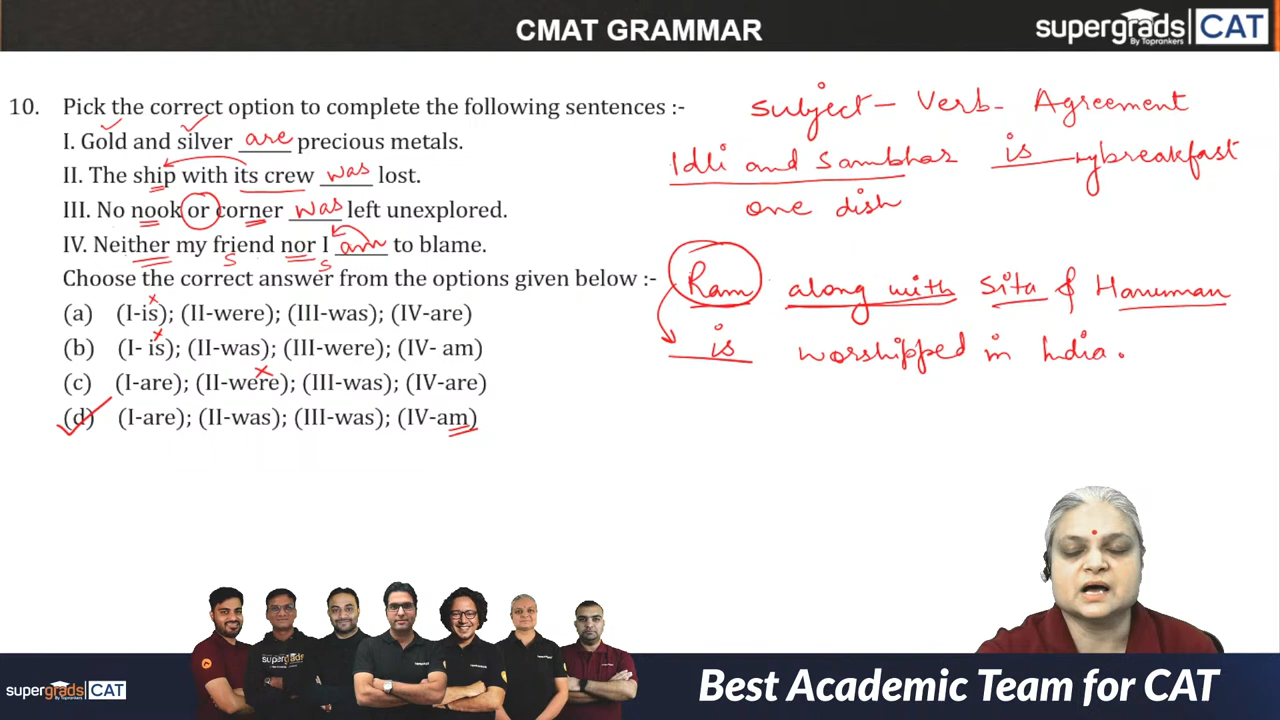 CMAT GRAMMAR
supergrads CAT
By Toprankers
10. Pick the correct option to complete the following sentences :-
I. Gold and silver are precious metals.
II. The ship with its crew was lost.
III. No nook or corner was left unexplored.
IV. Neither my friend nor I am to blame.
S S
Choose the correct answer from the options given below :-
(a) (I-is); (II-were); (III-was); (IV-are)
(b) (I- is); (II-was); (III-were); (IV- am)
(c) (I-are); (II-were); (III-was); (IV-are)
(d) (I-are); (II-was); (III-was); (IV-am)
Subject - Verb - Agreement
Idli and Sambhar is my breakfast
one dish
Ram along with Sita & Hanuman
is worshipped in India.
supergrads
supergrads CAT
By Toprankers
Best Academic Team for CAT